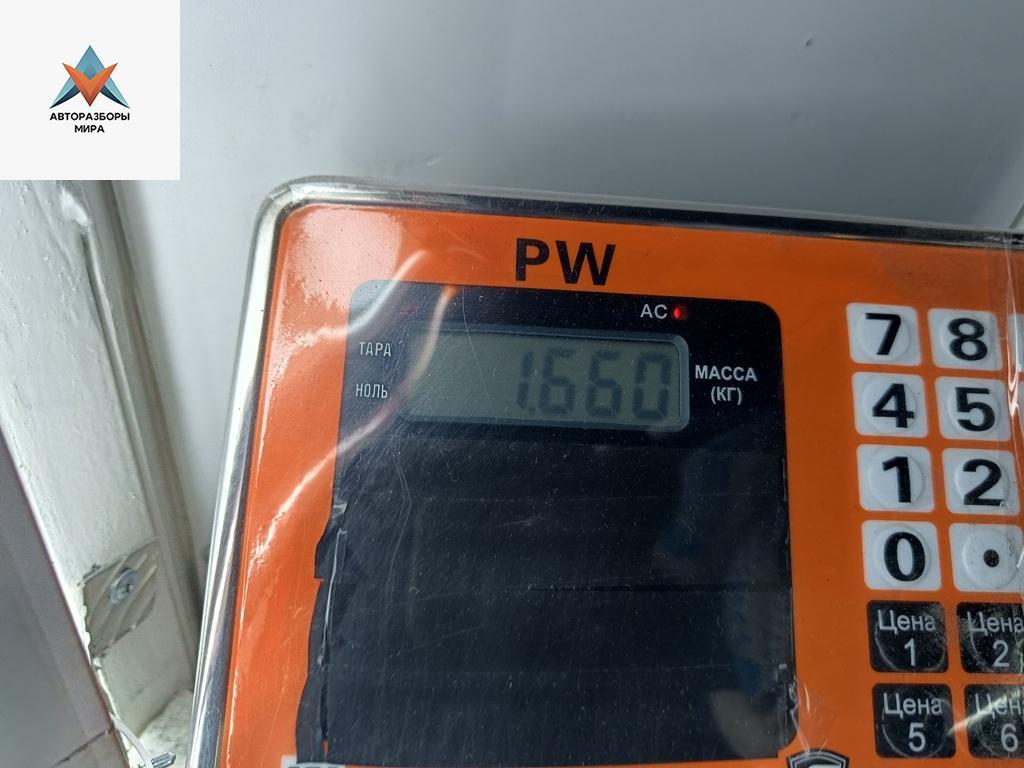 АВТОРАЗБОРЫ
МИРА
PW
AC
ТАРА
НОЛЬ
1.660
МАССА
(КГ)
7 8
4 5
1 2
0 .
Цена 1
Цена 2
Цена 5
Цена 6